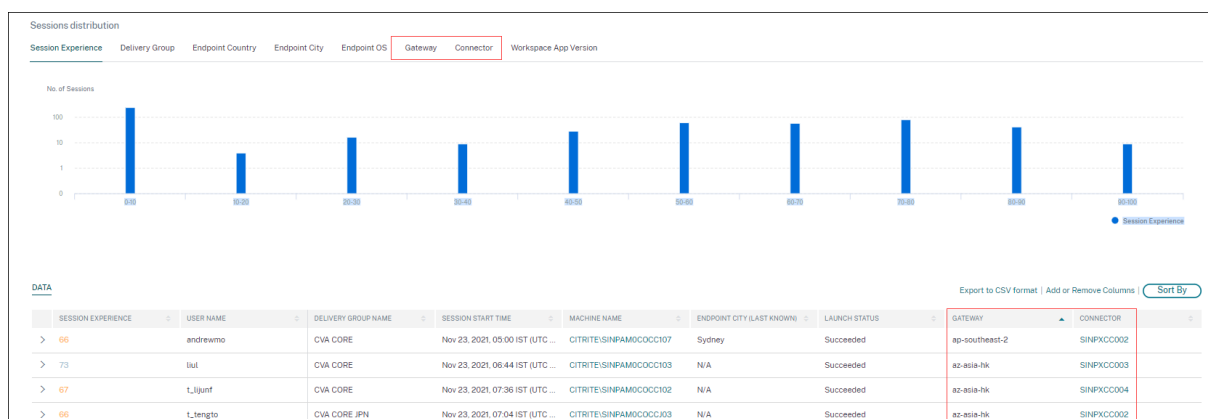 Sessions distribution
Session Experience Delivery Group Endpoint Country Endpoint City Endpoint OS Gateway Connector Workspace App Version
No. of Sessions
100
10
1
0
0-10 10-20 20-30 30-40 40-50 50-60 60-70 70-80 80-90 90-100
Session Experience
DATA
Export to CSV format | Add or Remove Columns | Sort By
SESSION EXPERIENCE USER NAME DELIVERY GROUP NAME SESSION START TIME MACHINE NAME ENDPOINT CITY (LAST KNOWN) LAUNCH STATUS GATEWAY CONNECTOR
66 andrewmo CVA CORE Nov 23, 2021, 05:00 IST (UTC ... CITRITE\SINPAM0COCC107 Sydney Succeeded ap-southeast-2 SINPXCC002
73 liul CVA CORE Nov 23, 2021, 06:44 IST (UTC ... CITRITE\SINPAM0COCC103 N/A Succeeded az-asia-hk SINPXCC003
67 t_lijunf CVA CORE Nov 23, 2021, 07:36 IST (UTC ... CITRITE\SINPAM0COCC102 N/A Succeeded az-asia-hk SINPXCC004
66 t_tengto CVA CORE JPN Nov 23, 2021, 07:04 IST (UTC ... CITRITE\SINPAM0COCCJ03 N/A Succeeded az-asia-hk SINPXCC002